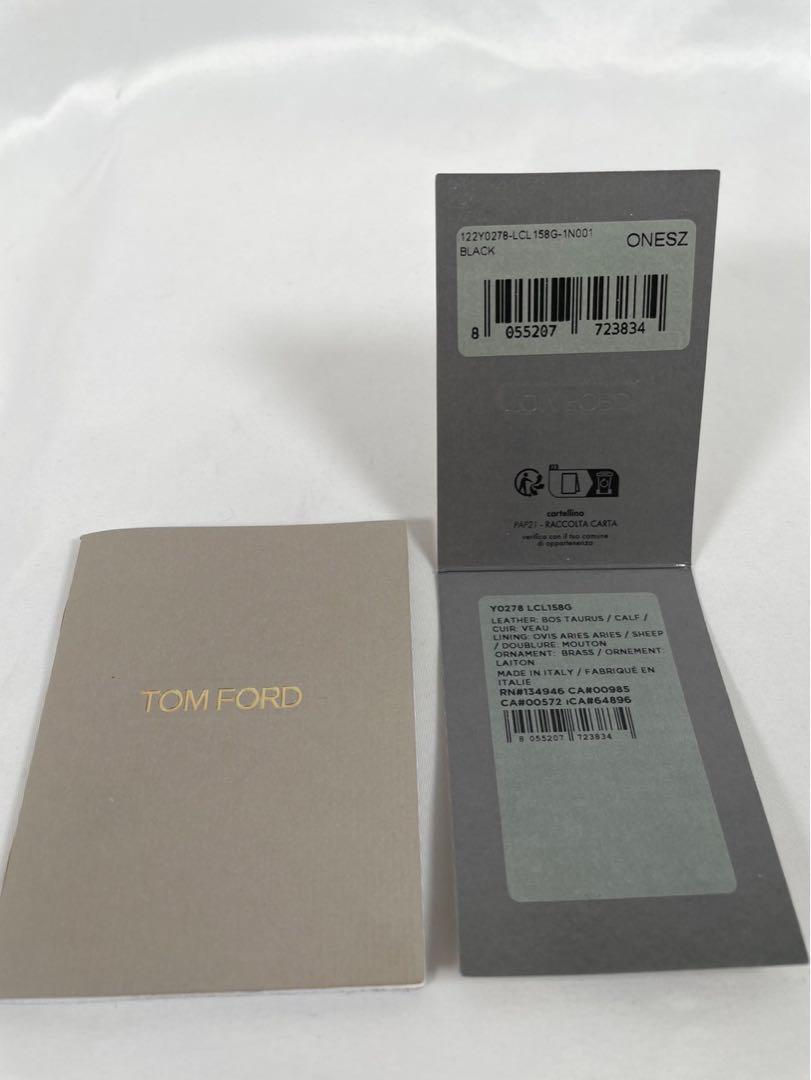 TOM FORD
122Y0278-LCL158G-1N001
BLACK
ONESZ
8 055207 723834
TOM FORD
cartellino
PAP21 - RACCOLTA CARTA
verifica con il tuo comune
di appartenenza
Y0278 LCL158G
LEATHER: BOS TAURUS / CALF /
CUIR: VEAU
LINING: OVIS ARIES ARIES / SHEEP
/ DOUBLURE: MOUTON
ORNAMENT: BRASS / ORNEMENT:
LAITON
MADE IN ITALY / FABRIQUÉ EN
ITALIE
RN#134946 CA#00985
CA#00572 ICA#64896
8 055207 723834